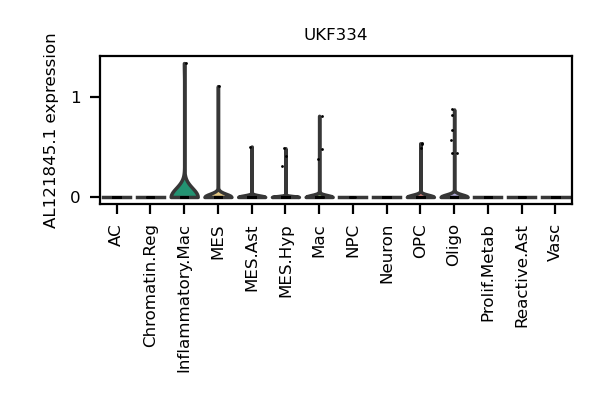 UKF334
AL121845.1 expression
1
0
AC
Chromatin.Reg
Inflammatory.Mac
MES
MES.Ast
MES.Hyp
Mac
NPC
Neuron
OPC
Oligo
Prolif.Metab
Reactive.Ast
Vasc